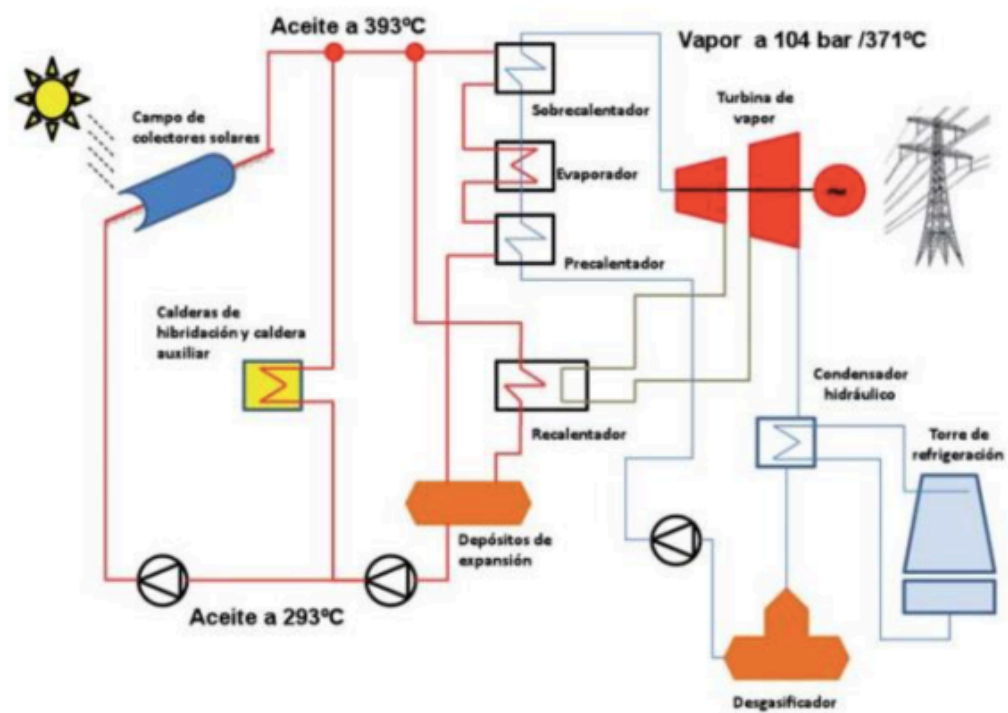 Aceite a 393ºC
Vapor a 104 bar /371ºC
Campo de
colectores solares
Sobrecalentador
Turbina de
vapor
Evaporador
~
Precalentador
Calderas de
hibridación y caldera
auxiliar
Condensador
hidráulico
Recalentador
Torre de
refrigeración
Depósitos de
expansión
Aceite a 293ºC
Desgasificador